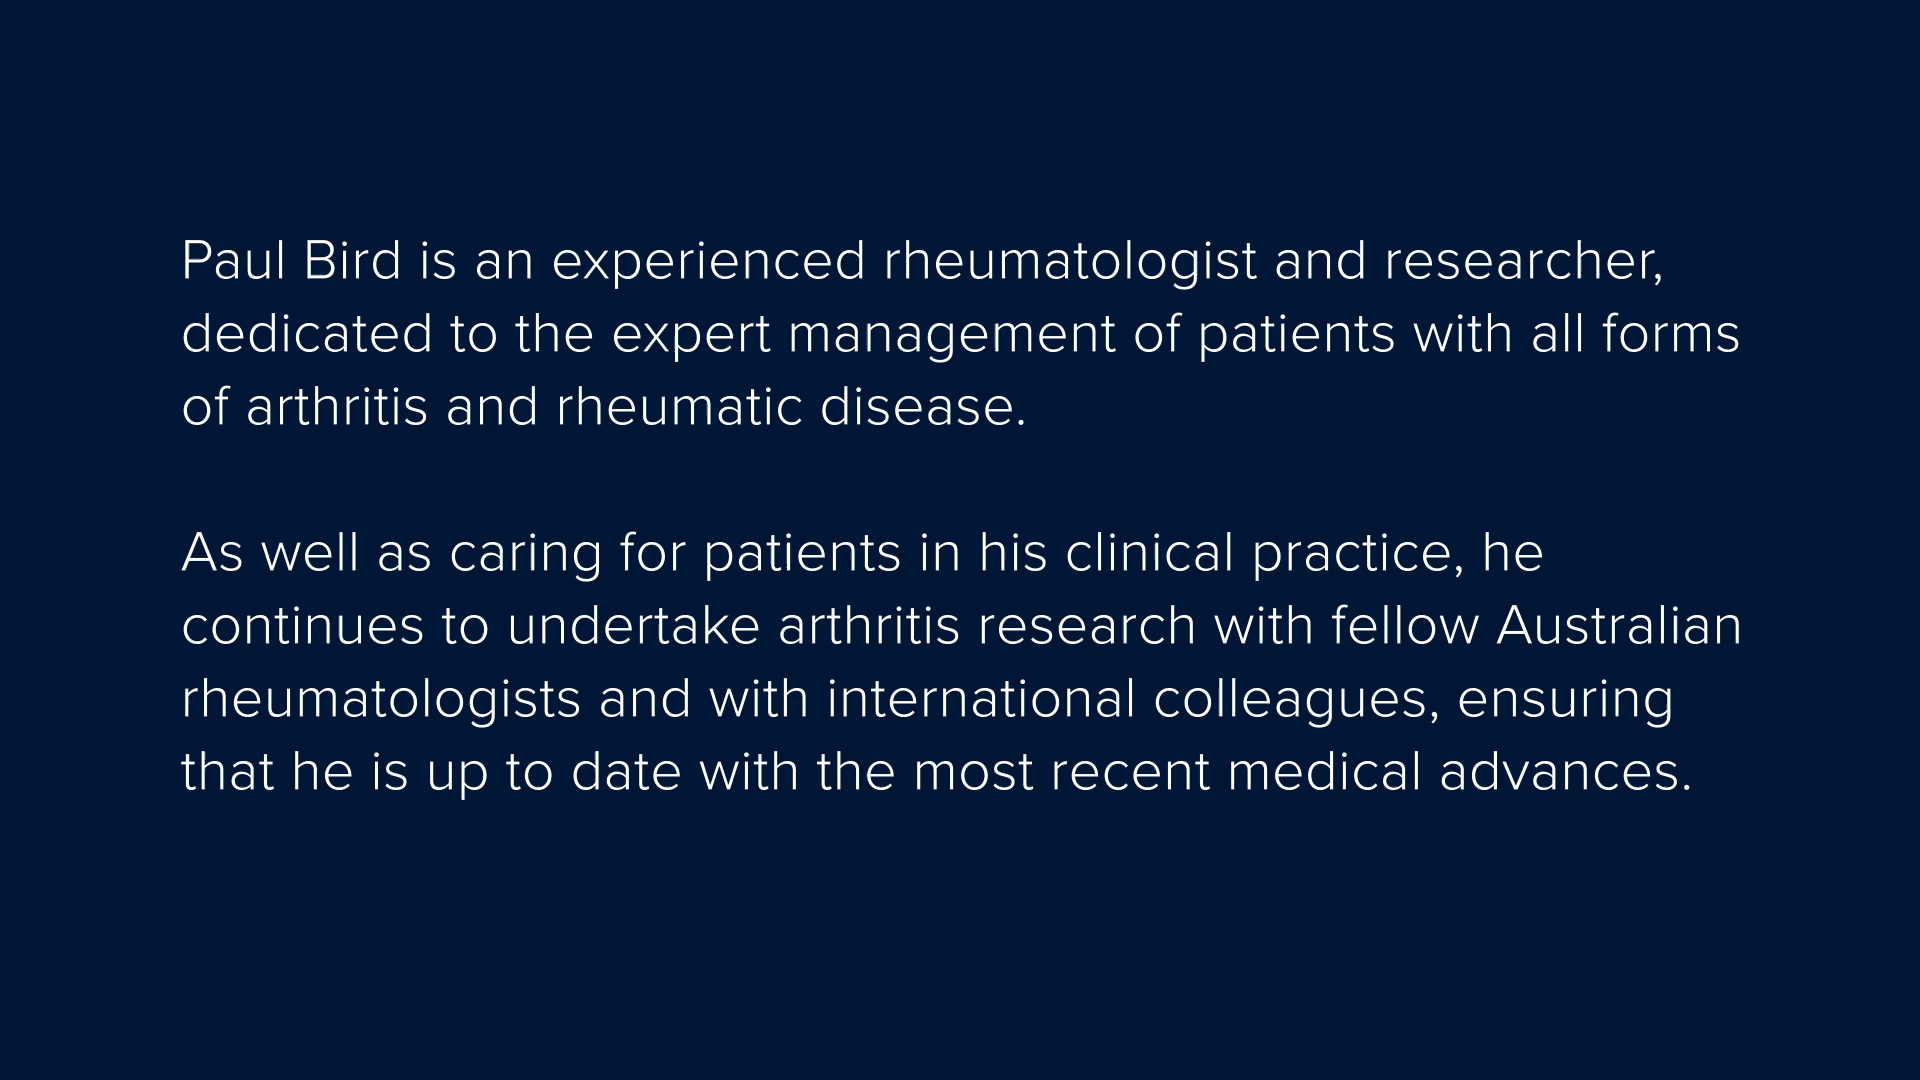 Paul Bird is an experienced rheumatologist and researcher,
dedicated to the expert management of patients with all forms
of arthritis and rheumatic disease.
As well as caring for patients in his clinical practice, he
continues to undertake arthritis research with fellow Australian
rheumatologists and with international colleagues, ensuring
that he is up to date with the most recent medical advances.